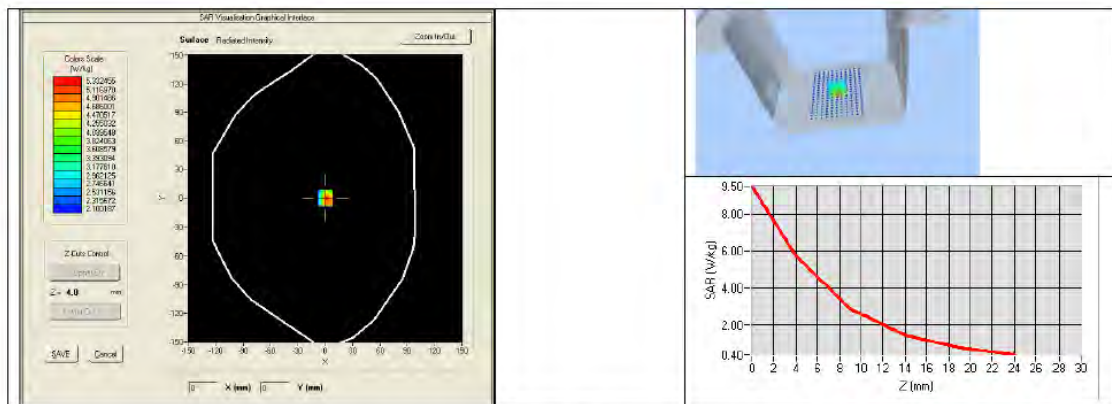 SAR Visualisation Graphical Interface
Surface Radiated Intensity
Zoom In/Out
Colors Scale
(W/kg)
5.332455
5.116970
4.901486
4.686001
4.470517
4.255032
4.039548
3.824063
3.608579
3.393094
3.177610
2.962125
2.746641
2.531156
2.315672
2.100187
150
120
90
60
30
0
-30
-60
-90
-120
-150
Y
-150 -120 -90 -60 -30 0 30 60 90 120 150
X
Z Cuts Control
Z = 4.0 mm
SAVE Cancel
0 X (mm) 0 Y (mm)
9.50
8.00
6.00
4.00
2.00
0.40
SAR (W/kg)
0 2 4 6 8 10 12 14 16 18 20 22 24 26 28 30
Z (mm)